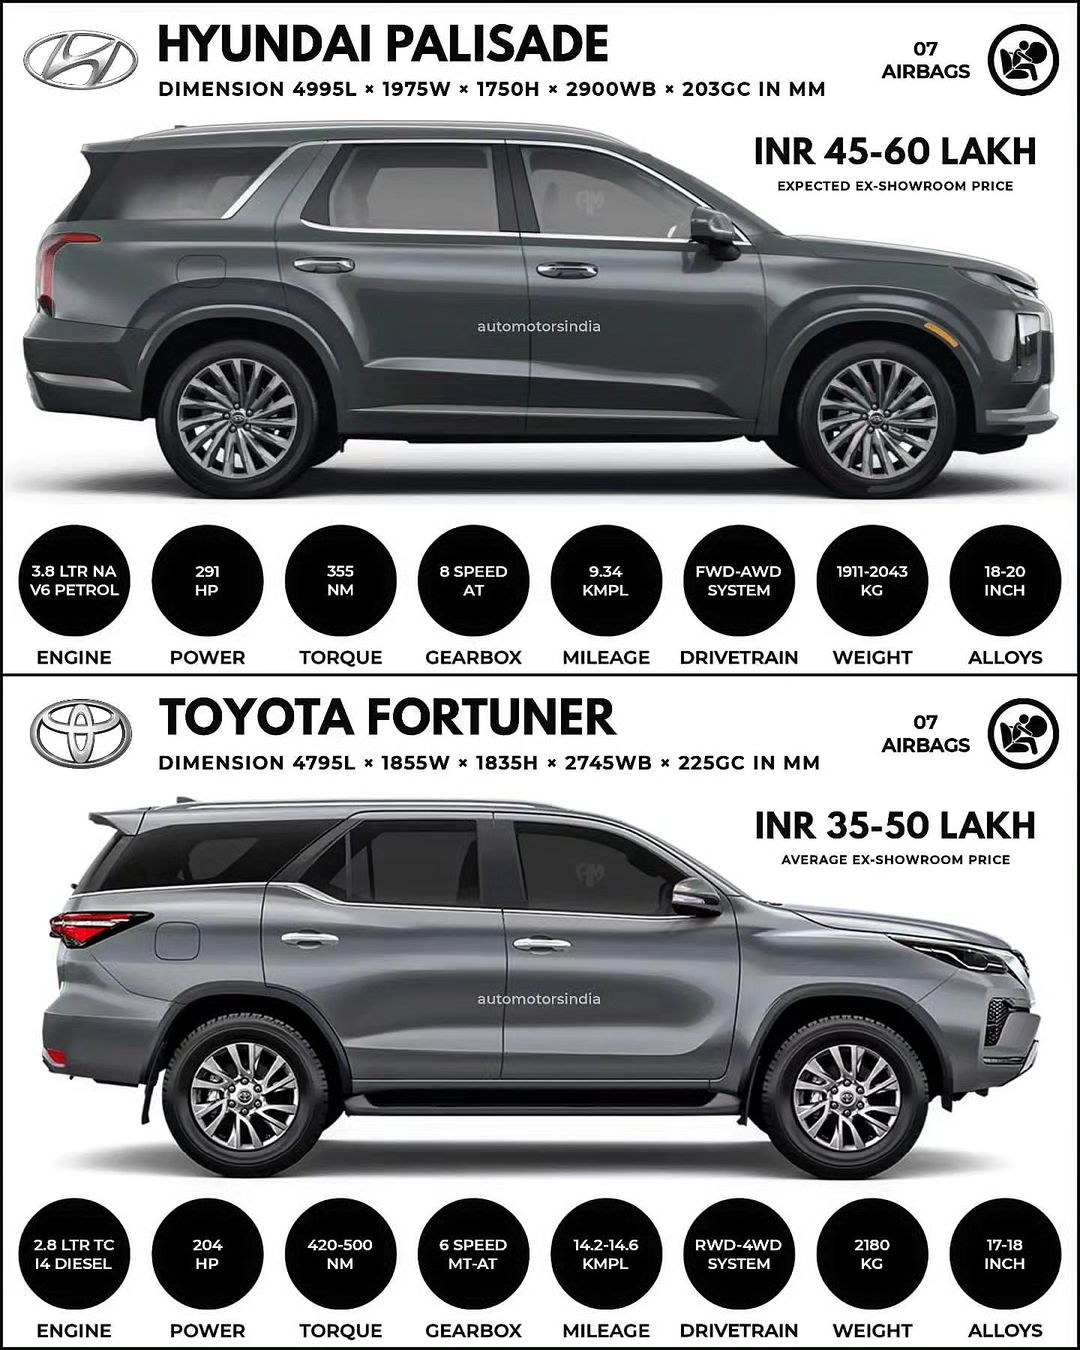 HYUNDAI PALISADE
DIMENSION 4995L × 1975W × 1750H × 2900WB × 203GC IN MM
07
AIRBAGS
INR 45-60 LAKH
EXPECTED EX-SHOWROOM PRICE
automotorsindia
3.8 LTR NA
V6 PETROL
291
HP
355
NM
8 SPEED
AT
9.34
KMPL
FWD-AWD
SYSTEM
1911-2043
KG
18-20
INCH
ENGINE
POWER
TORQUE
GEARBOX
MILEAGE
DRIVETRAIN
WEIGHT
ALLOYS
TOYOTA FORTUNER
DIMENSION 4795L × 1855W × 1835H × 2745WB × 225GC IN MM
07
AIRBAGS
INR 35-50 LAKH
AVERAGE EX-SHOWROOM PRICE
automotorsindia
2.8 LTR TC
I4 DIESEL
204
HP
420-500
NM
6 SPEED
MT-AT
14.2-14.6
KMPL
RWD-4WD
SYSTEM
2180
KG
17-18
INCH
ENGINE
POWER
TORQUE
GEARBOX
MILEAGE
DRIVETRAIN
WEIGHT
ALLOYS